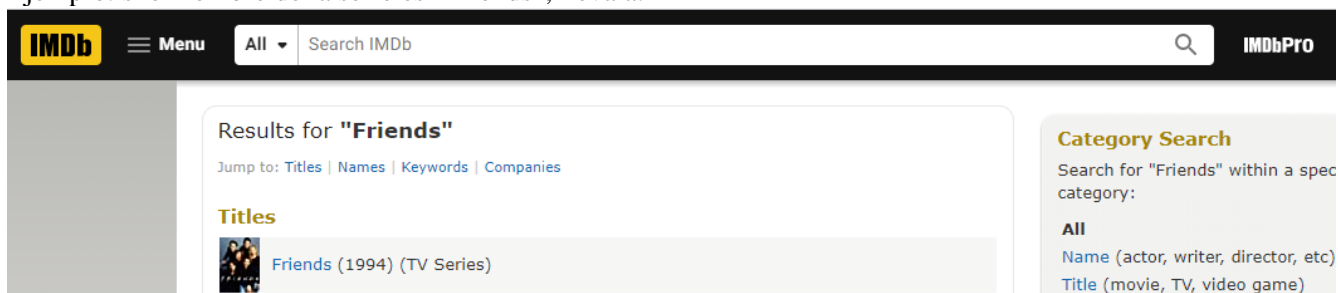 IMDb Menu All Search IMDb IMDbPro
Results for "Friends"
Jump to: Titles | Names | Keywords | Companies
Titles
Friends (1994) (TV Series)
Category Search
Search for "Friends" within a spec
category:
All
Name (actor, writer, director, etc)
Title (movie, TV, video game)